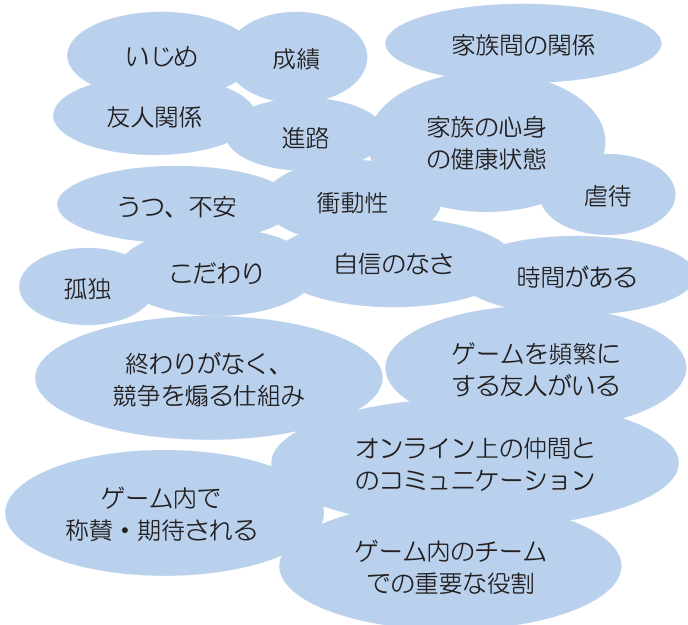 いじめ
成績
家族間の関係
友人関係
進路
家族の心身
の健康状態
虐待
うつ、不安
衝動性
孤独
こだわり
自信のなさ
時間がある
終わりがなく、
競争を煽る仕組み
ゲームを頻繁に
する友人がいる
オンライン上の仲間と
のコミュニケーション
ゲーム内で
称賛・期待される
ゲーム内のチーム
での重要な役割